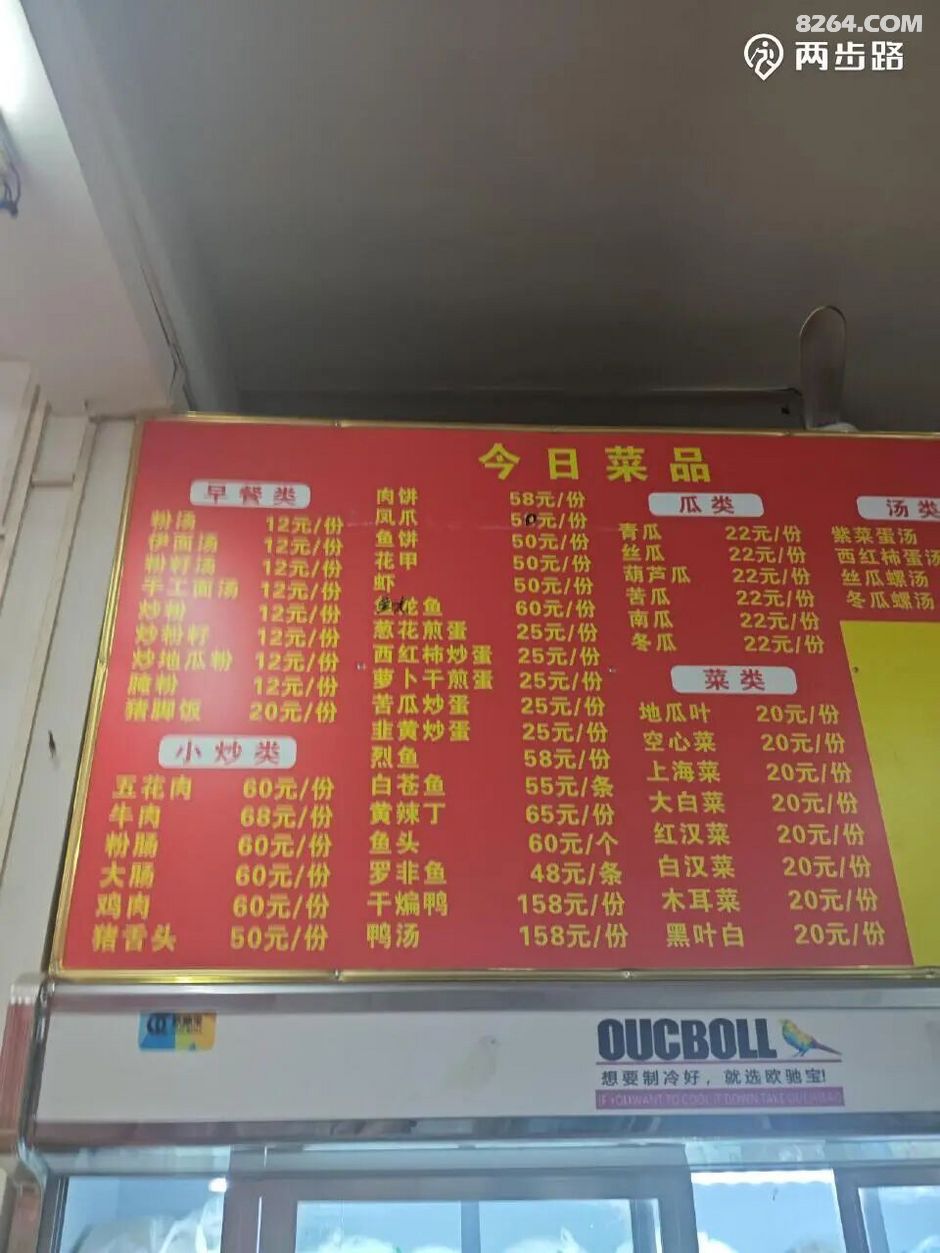 8264.COM
两步路
今日菜品
早餐类
粉汤 12元/份
伊面汤 12元/份
粉籽汤 12元/份
手工面汤 12元/份
炒粉 12元/份
炒粉籽 12元/份
炒地瓜粉 12元/份
腌粉 12元/份
猪脚饭 20元/份
小炒类
五花肉 60元/份
牛肉 68元/份
粉肠 60元/份
大肠 60元/份
鸡肉 60元/份
猪舌头 50元/份
肉饼 58元/份
凤爪 50元/份
鱼饼 50元/份
花甲 50元/份
虾 50元/份
鱼 60元/份
葱花煎蛋 25元/份
西红柿炒蛋 25元/份
萝卜干煎蛋 25元/份
苦瓜炒蛋 25元/份
韭黄炒蛋 25元/份
烈鱼 58元/份
白苍鱼 55元/条
黄辣丁 65元/份
鱼头 60元/个
罗非鱼 48元/条
干煸鸭 158元/份
鸭汤 158元/份
瓜类
青瓜 22元/份
丝瓜 22元/份
葫芦瓜 22元/份
苦瓜 22元/份
南瓜 22元/份
冬瓜 22元/份
菜类
地瓜叶 20元/份
空心菜 20元/份
上海菜 20元/份
大白菜 20元/份
红汉菜 20元/份
白汉菜 20元/份
木耳菜 20元/份
黑叶白 20元/份
汤类
紫菜蛋汤
西红柿蛋汤
丝瓜螺汤
冬瓜螺汤
OUCBOLL
想要制冷好，就选欧驰宝!
IF YOU WANT TO COOL IT DOWN TAKE